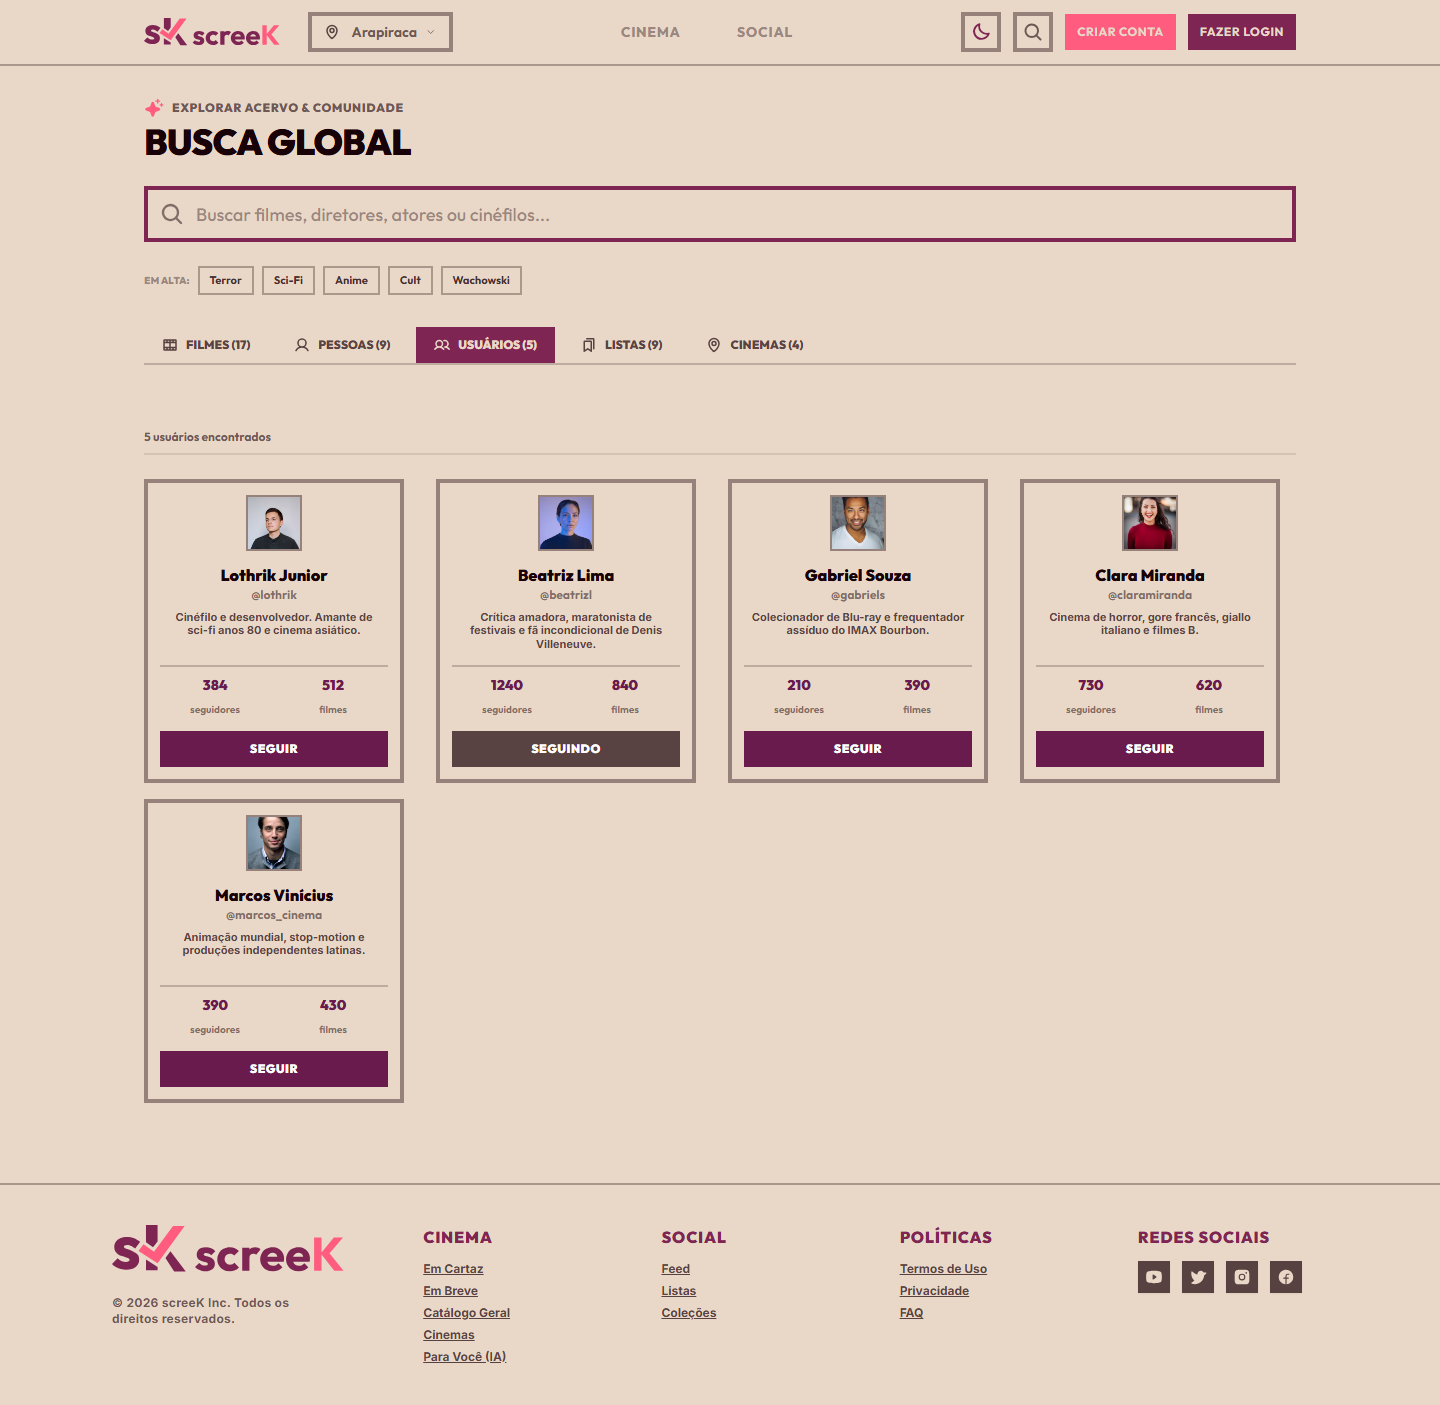 sK screeK
Arapiraca
CINEMA
SOCIAL
CRIAR CONTA
FAZER LOGIN
EXPLORAR ACERVO & COMUNIDADE
BUSCA GLOBAL
Buscar filmes, diretores, atores ou cinéfilos...
EM ALTA:
Terror
Sci-Fi
Anime
Cult
Wachowski
FILMES (17)
PESSOAS (9)
USUÁRIOS (5)
LISTAS (9)
CINEMAS (4)
5 usuários encontrados
Lothrik Junior
@lothrik
Cinéfilo e desenvolvedor. Amante de
sci-fi anos 80 e cinema asiático.
384
512
seguidores
filmes
SEGUIR
Beatriz Lima
@beatrizl
Crítica amadora, maratonista de
festivais e fã incondicional de Denis
Villeneuve.
1240
840
seguidores
filmes
SEGUINDO
Gabriel Souza
@gabriels
Colecionador de Blu-ray e frequentador
assíduo do IMAX Bourbon.
210
390
seguidores
filmes
SEGUIR
Clara Miranda
@claramiranda
Cinema de horror, gore francês, giallo
italiano e filmes B.
730
620
seguidores
filmes
SEGUIR
Marcos Vinícius
@marcos_cinema
Animação mundial, stop-motion e
produções independentes latinas.
390
430
seguidores
filmes
SEGUIR
sK screeK
© 2026 screeK Inc. Todos os
direitos reservados.
CINEMA
Em Cartaz
Em Breve
Catálogo Geral
Cinemas
Para Você (IA)
SOCIAL
Feed
Listas
Coleções
POLÍTICAS
Termos de Uso
Privacidade
FAQ
REDES SOCIAIS